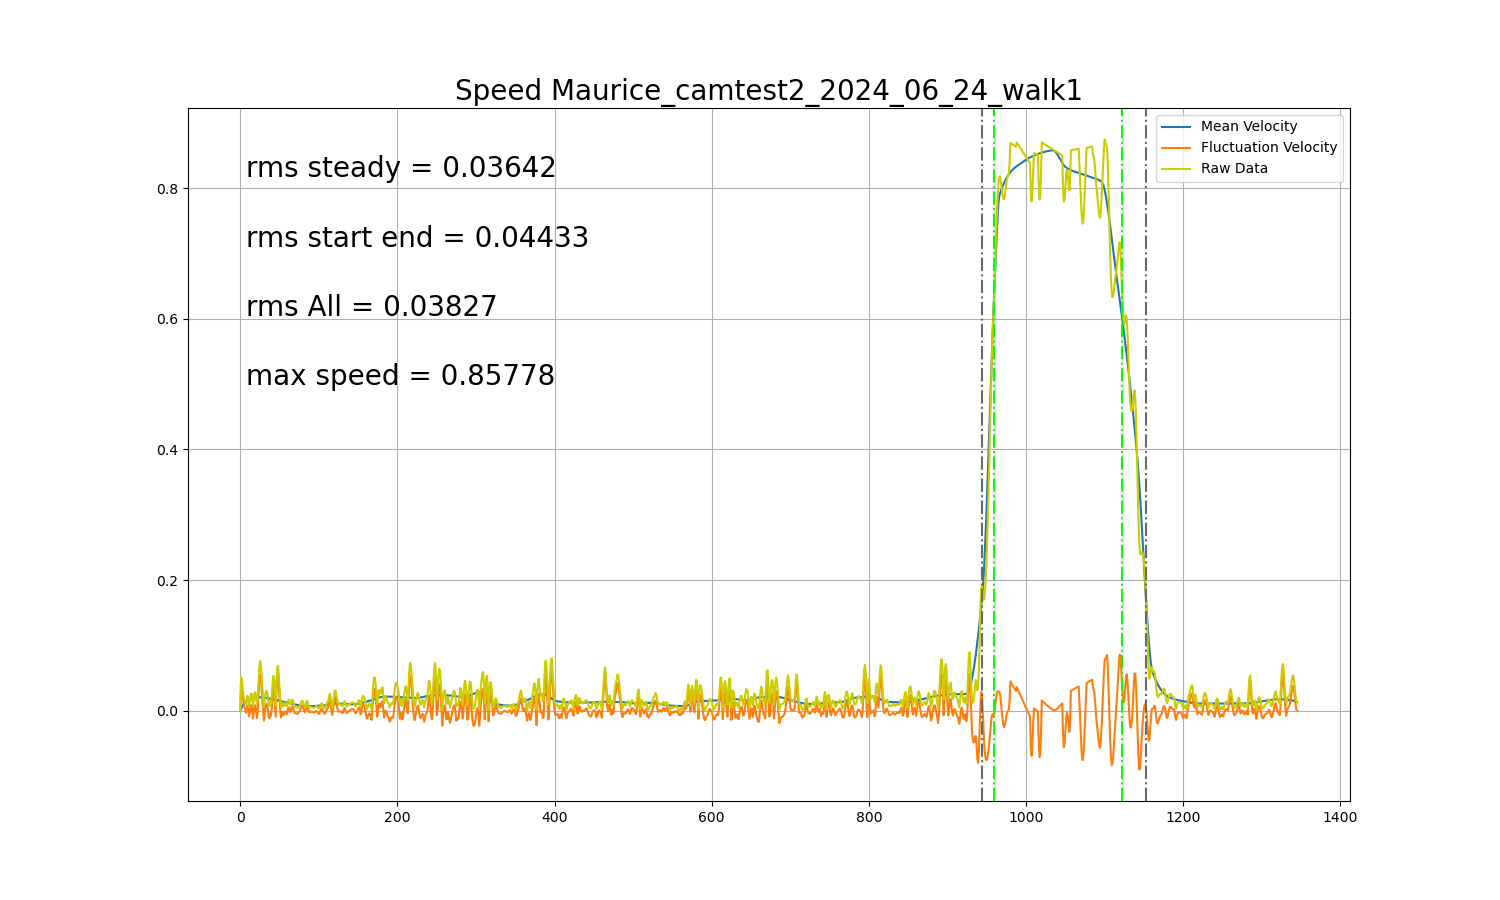 Speed Maurice_camtest2_2024_06_24_walk1
Mean Velocity
Fluctuation Velocity
Raw Data
rms steady = 0.03642
rms start end = 0.04433
rms All = 0.03827
max speed = 0.85778
0.8
0.6
0.4
0.2
0.0
0 200 400 600 800 1000 1200 1400